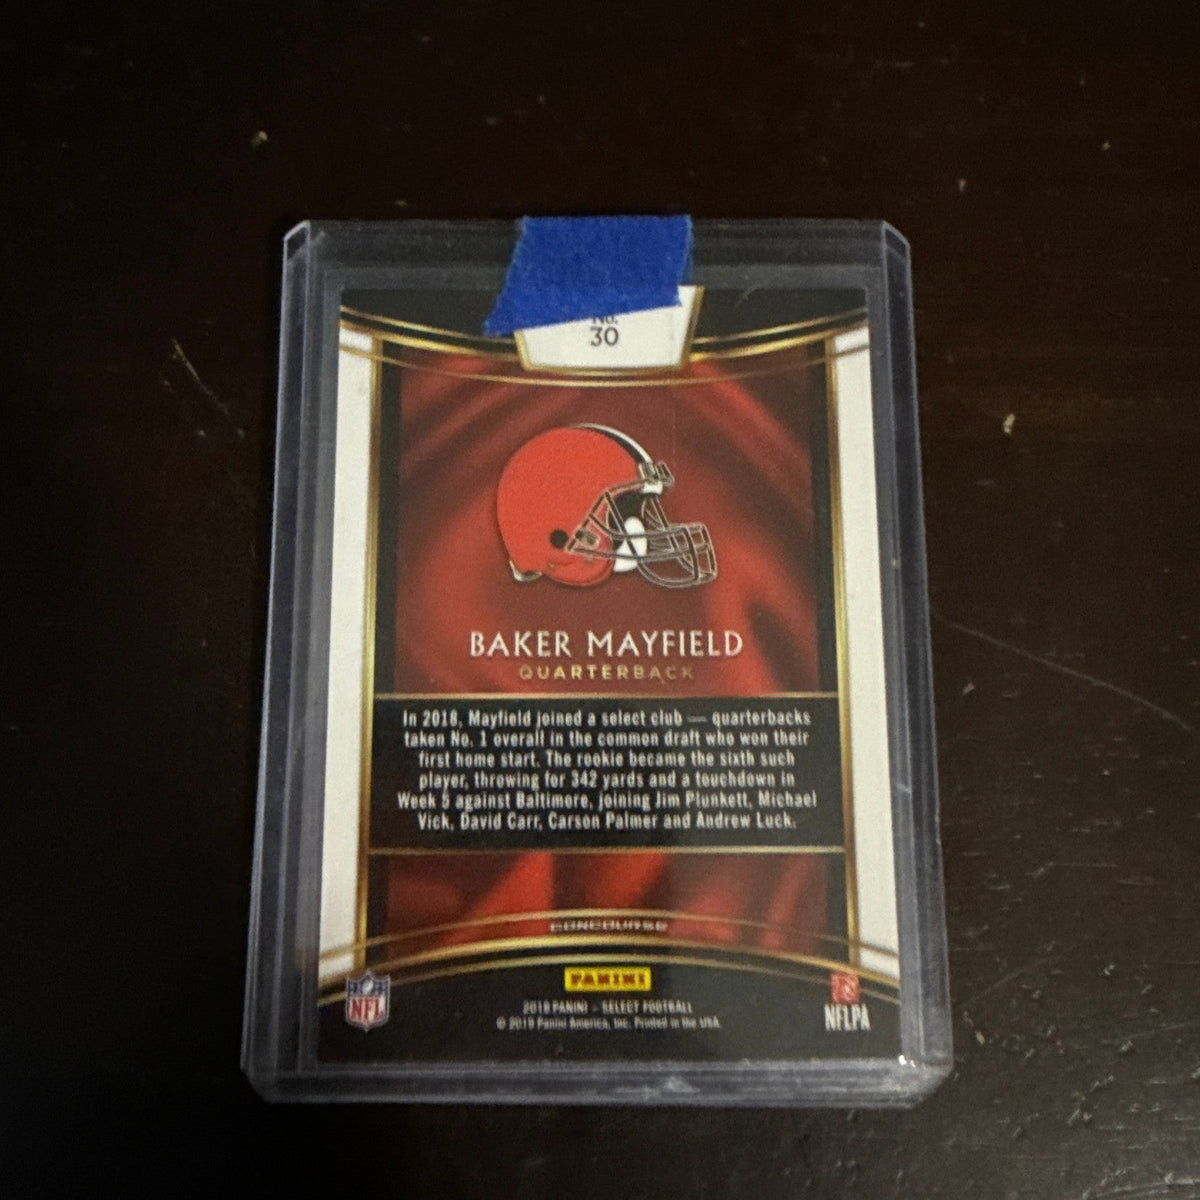 No.
30
BAKER MAYFIELD
QUARTERBACK
In 2018, Mayfield joined a select club — quarterbacks
taken No. 1 overall in the common draft who won their
first home start. The rookie became the sixth such
player, throwing for 342 yards and a touchdown in
Week 5 against Baltimore, joining Jim Plunkett, Michael
Vick, David Carr, Carson Palmer and Andrew Luck.
CONCOURSE
PANINI
2018 PANINI – SELECT FOOTBALL
© 2019 Panini America, Inc. Printed in the USA.
NFL
NFLPA